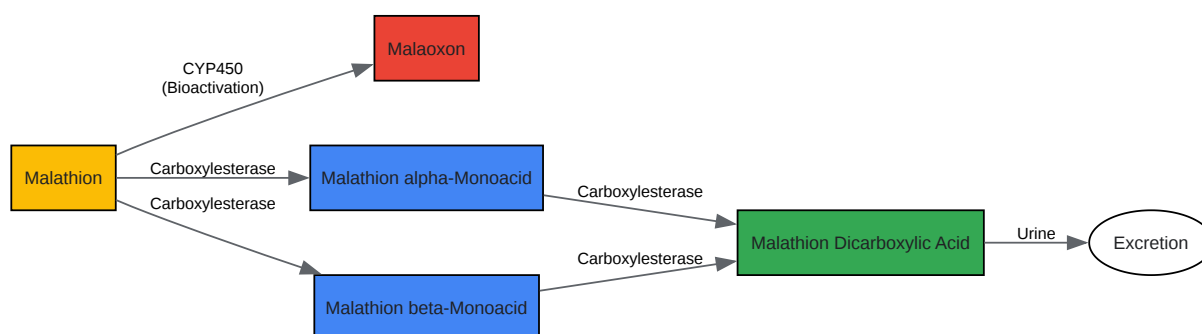 Malaoxon
CYP450
(Bioactivation)
Malathion
Carboxylesterase
Malathion alpha-Monoacid
Carboxylesterase
Carboxylesterase
Malathion Dicarboxylic Acid
Urine
Excretion
Carboxylesterase
Malathion beta-Monoacid